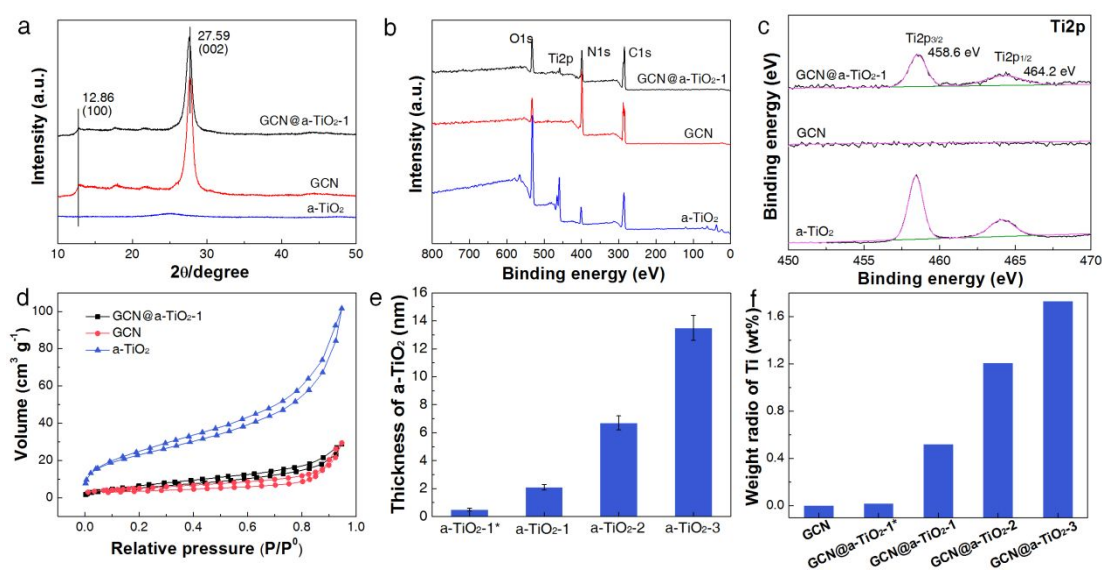 a
27.59
(002)
12.86
(100)
GCN@a-TiO₂-1
GCN
a-TiO₂
Intensity (a.u.)
10 20 30 40 50
2θ/degree
b
O1s
Ti2p
N1s
C1s
GCN@a-TiO₂-1
GCN
a-TiO₂
Intensity (a.u.)
800 700 600 500 400 300 200 100 0
Binding energy (eV)
c
Ti2p
Ti2p₃/₂
458.6 eV
Ti2p₁/₂
464.2 eV
GCN@a-TiO₂-1
GCN
a-TiO₂
Binding energy (eV)
450 455 460 465 470
Binding energy (eV)
d
GCN@a-TiO₂-1
GCN
a-TiO₂
Volume (cm³ g⁻¹)
100
80
60
40
20
0
0.0 0.2 0.4 0.6 0.8 1.0
Relative pressure (P/P⁰)
e
Thickness of a-TiO₂ (nm)
16
14
12
10
8
6
4
2
0
a-TiO₂-1* a-TiO₂-1 a-TiO₂-2 a-TiO₂-3
f
Weight radio of Ti (wt%)
1.6
1.2
0.8
0.4
0.0
GCN
GCN@a-TiO₂-1*
GCN@a-TiO₂-1
GCN@a-TiO₂-2
GCN@a-TiO₂-3